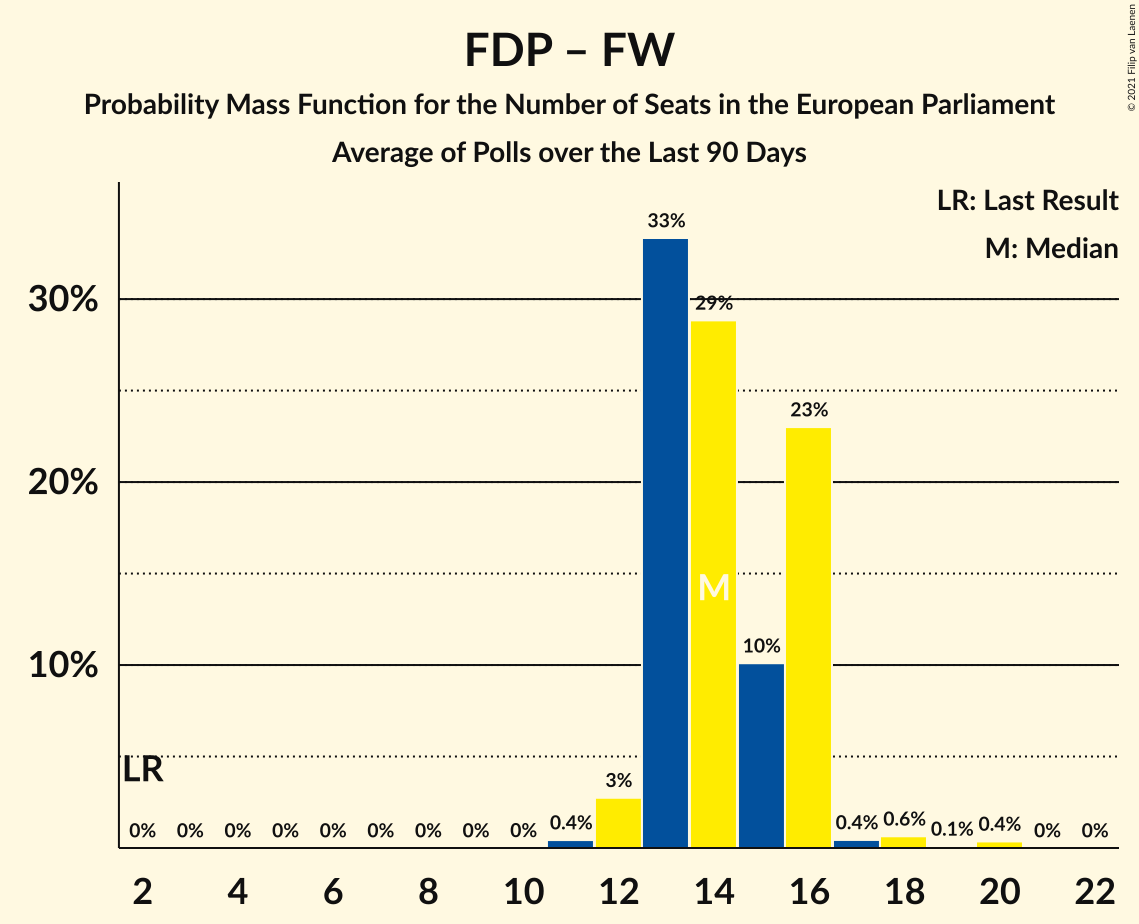 FDP – FW
Probability Mass Function for the Number of Seats in the European Parliament
Average of Polls over the Last 90 Days
© 2021 Filip van Laenen
LR: Last Result
M: Median
33%
30%
29%
23%
20%
M
10%
10%
LR
3%
0% 0% 0% 0% 0% 0% 0% 0% 0% 0.4% 0.4% 0.6% 0.1% 0.4% 0% 0%
2 4 6 8 10 12 14 16 18 20 22